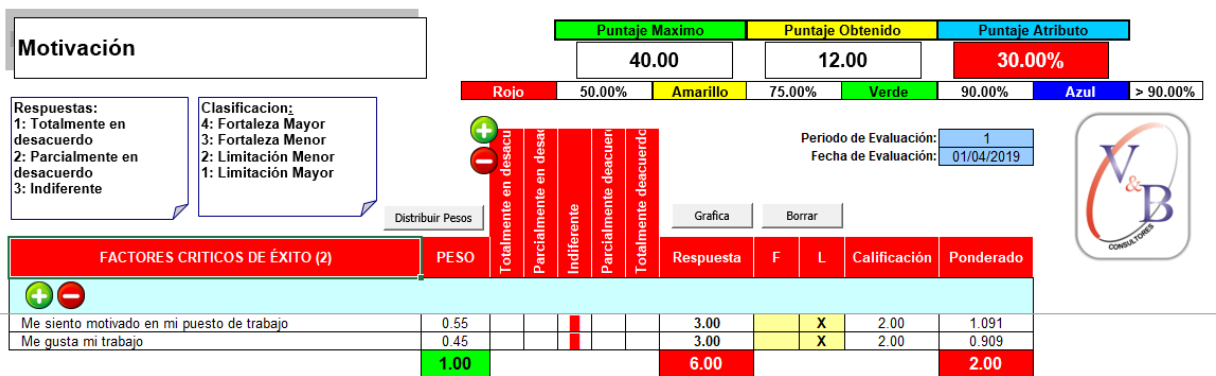 Motivación
Puntaje Maximo
Puntaje Obtenido
Puntaje Atributo
40.00
12.00
30.00%
Rojo
50.00%
Amarillo
75.00%
Verde
90.00%
Azul
> 90.00%
Respuestas:
1: Totalmente en
desacuerdo
2: Parcialmente en
desacuerdo
3: Indiferente
Clasificacion:
4: Fortaleza Mayor
3: Fortaleza Menor
2: Limitación Menor
1: Limitación Mayor
Periodo de Evaluación:
1
Fecha de Evaluación:
01/04/2019
Distribuir Pesos
Grafica
Borrar
V&B
CONSULTORES
FACTORES CRITICOS DE ÉXITO (2)
PESO
Totalmente en desacu
Parcialmente en desac
Indiferente
Parcialmente deacuerc
Totalmente deacuerdo
Respuesta
F
L
Calificación
Ponderado
Me siento motivado en mi puesto de trabajo
0.55
3.00
X
2.00
1.091
Me gusta mi trabajo
0.45
3.00
X
2.00
0.909
1.00
6.00
2.00